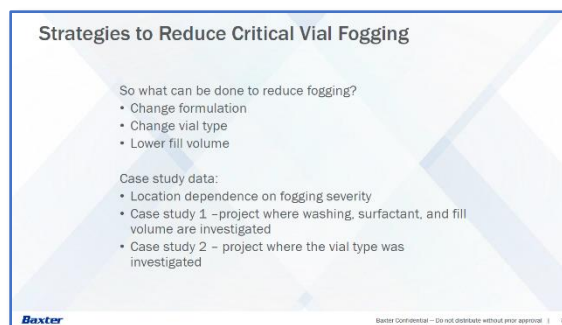 Strategies to Reduce Critical Vial Fogging
So what can be done to reduce fogging?
• Change formulation
• Change vial type
• Lower fill volume
Case study data:
• Location dependence on fogging severity
• Case study 1 –project where washing, surfactant, and fill
volume are investigated
• Case study 2 – project where the vial type was
investigated
Baxter
Baxter Confidential — Do not distribute without prior approval |